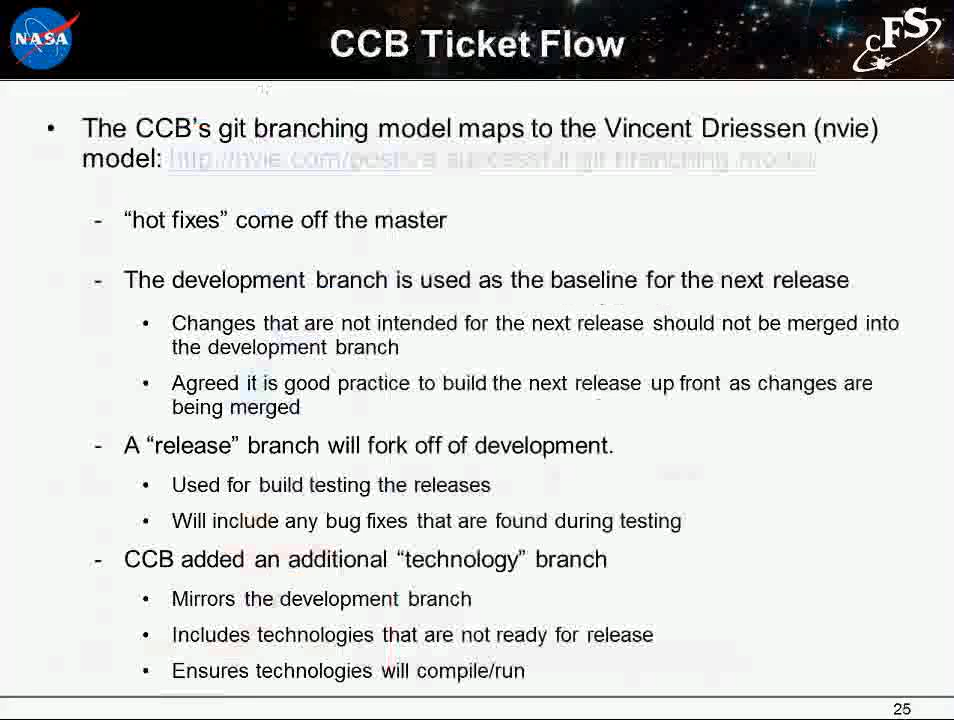 NASA
CCB Ticket Flow
CFS
• The CCB's git branching model maps to the Vincent Driessen (nvie)
model: http://nvie.com/posts/a-successful-git-branching-model/
- “hot fixes” come off the master
- The development branch is used as the baseline for the next release
• Changes that are not intended for the next release should not be merged into
the development branch
• Agreed it is good practice to build the next release up front as changes are
being merged
- A “release” branch will fork off of development.
• Used for build testing the releases
• Will include any bug fixes that are found during testing
- CCB added an additional “technology” branch
• Mirrors the development branch
• Includes technologies that are not ready for release
• Ensures technologies will compile/run
25